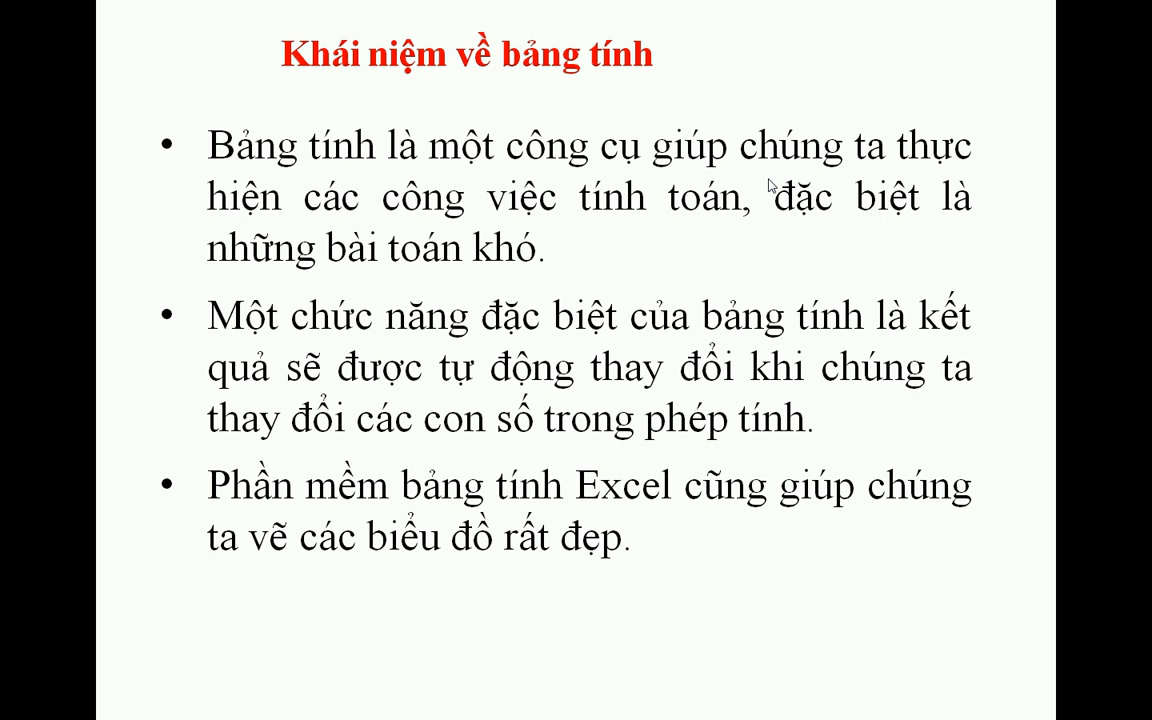 Khái niệm về bảng tính
• Bảng tính là một công cụ giúp chúng ta thực
hiện các công việc tính toán, đặc biệt là
những bài toán khó.
• Một chức năng đặc biệt của bảng tính là kết
quả sẽ được tự động thay đổi khi chúng ta
thay đổi các con số trong phép tính.
• Phần mềm bảng tính Excel cũng giúp chúng
ta vẽ các biểu đồ rất đẹp.